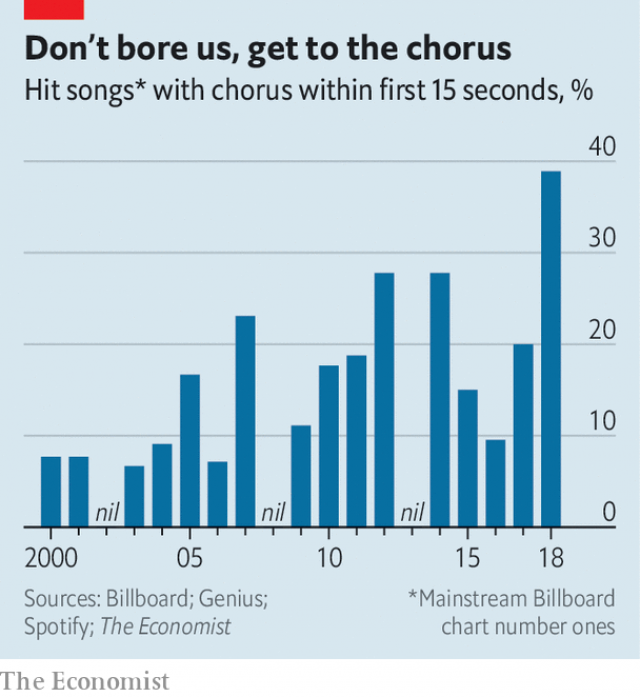 Don’t bore us, get to the chorus
Hit songs* with chorus within first 15 seconds, %
40
30
20
10
nil
nil
nil
0
2000
05
10
15
18
Sources: Billboard; Genius;
Spotify; The Economist
*Mainstream Billboard
chart number ones
The Economist